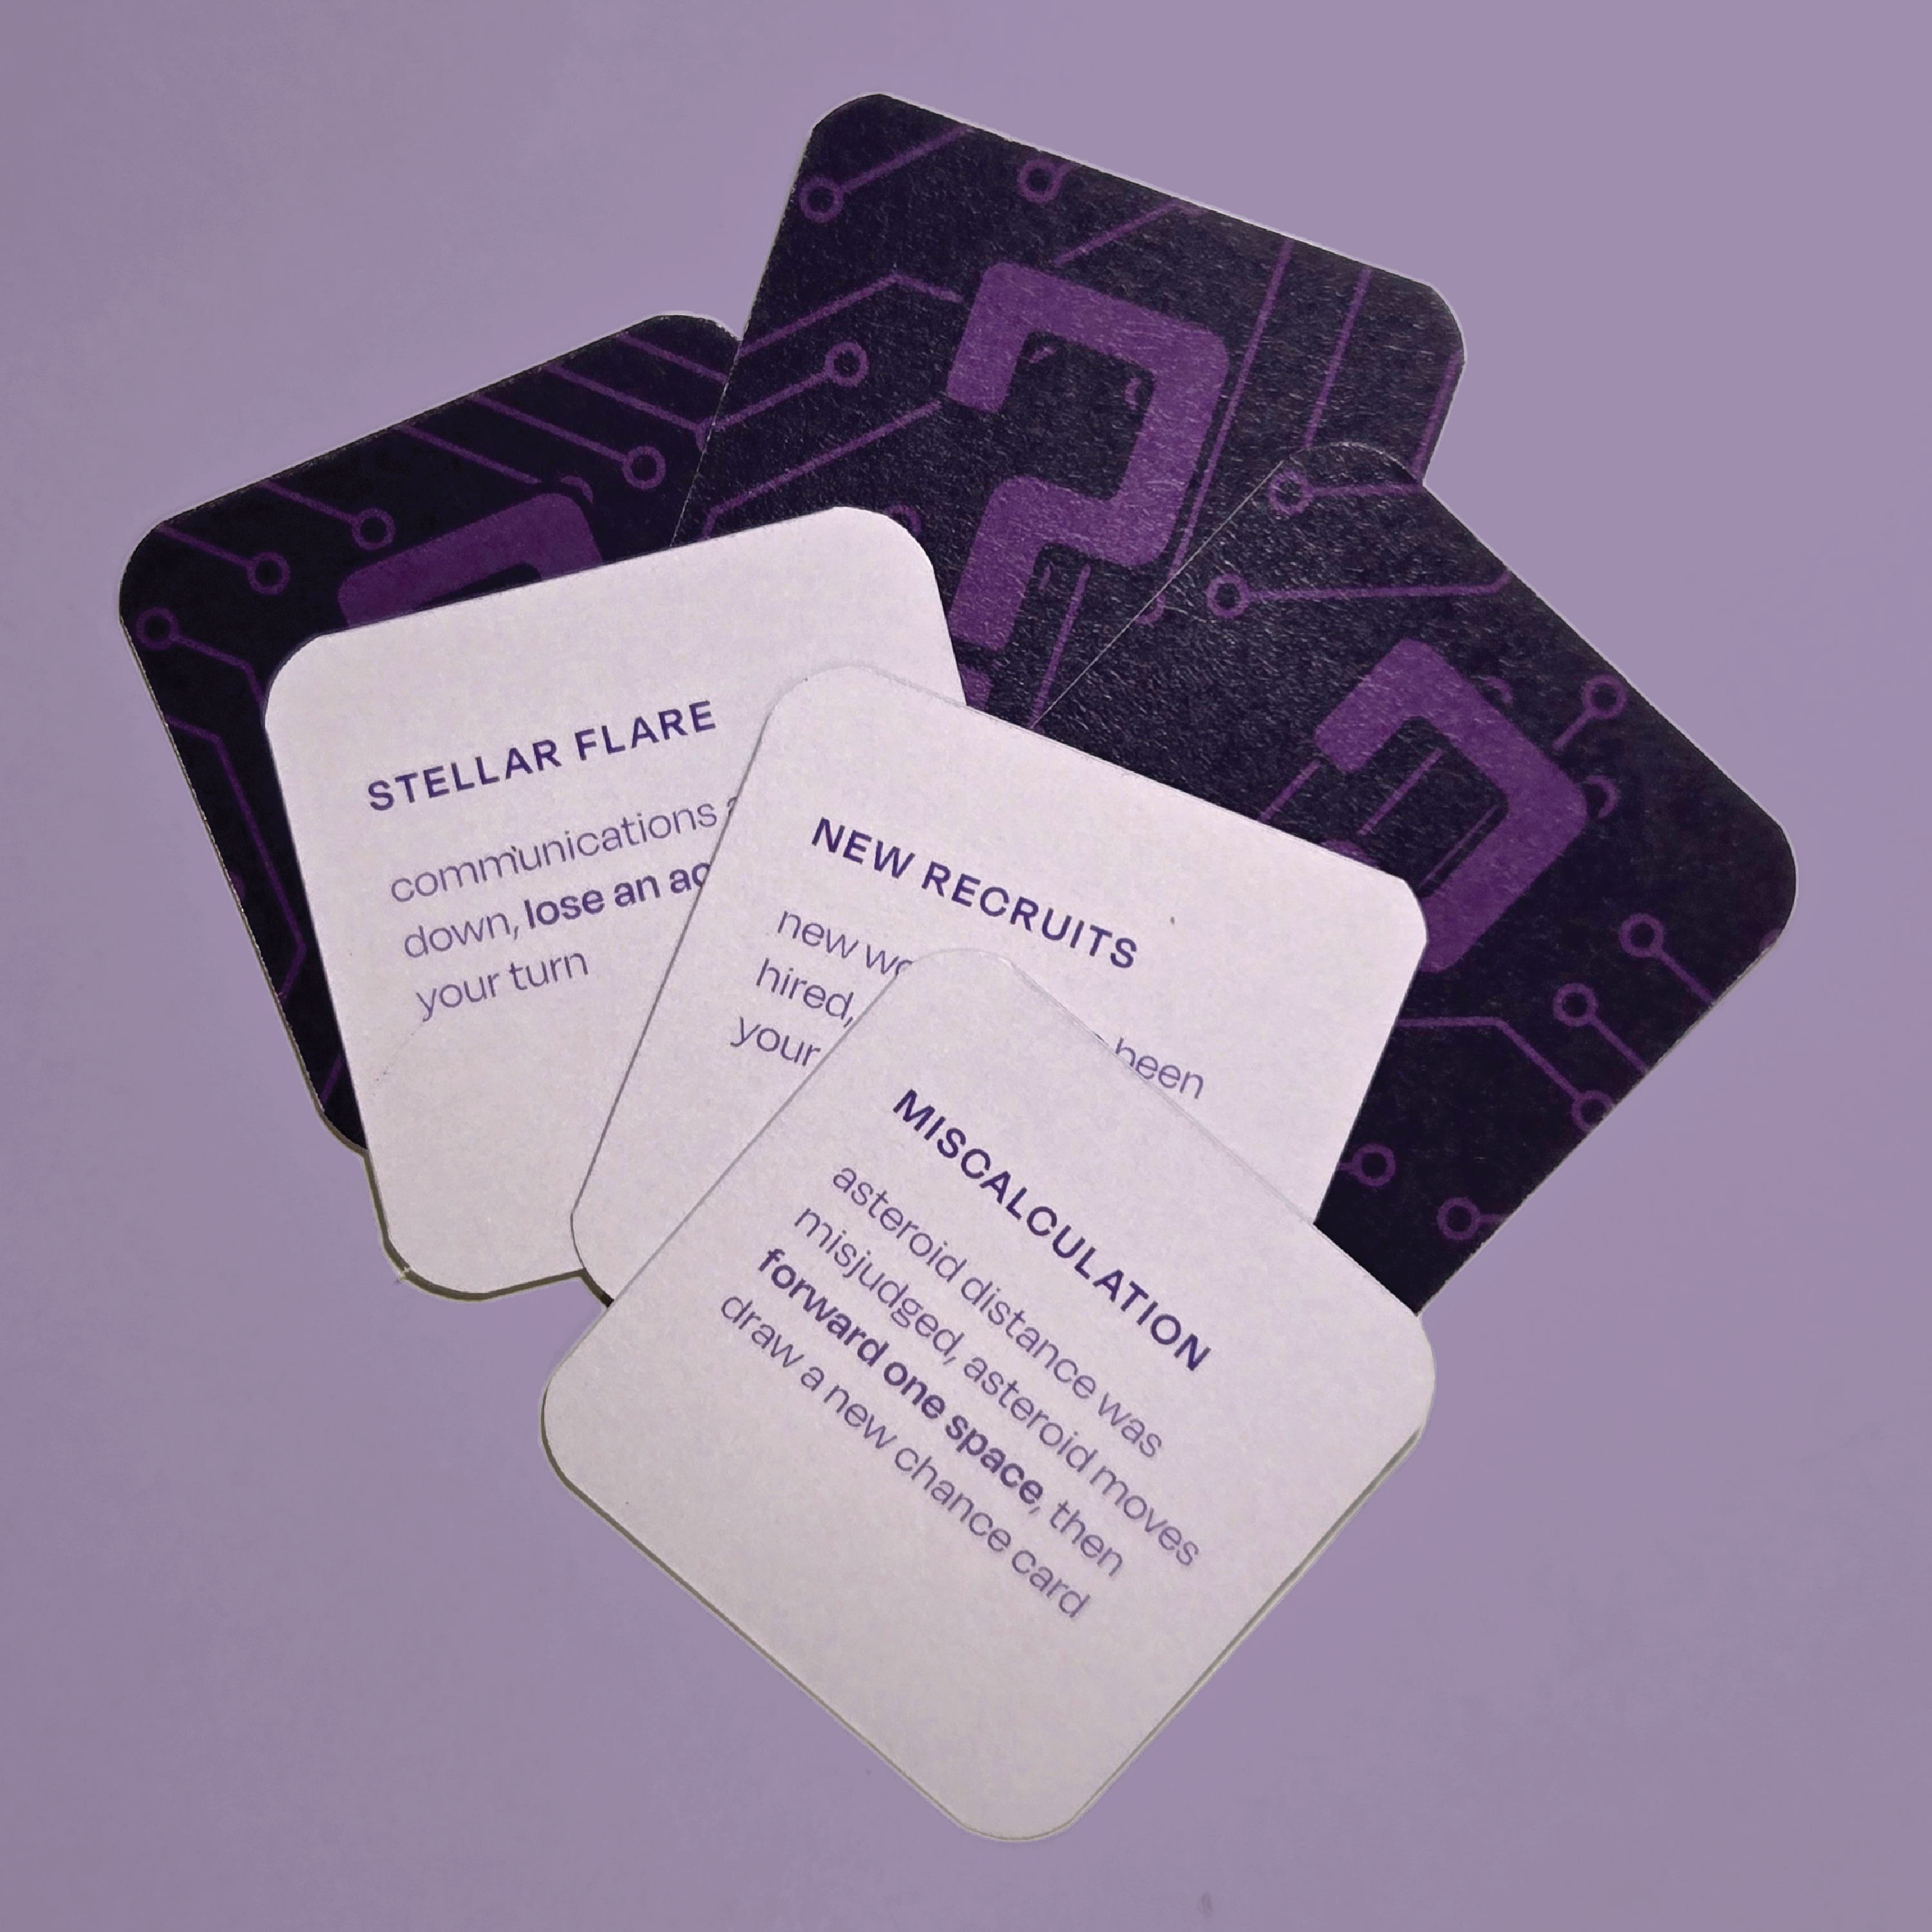 STELLAR FLARE
communications
down, lose an
your turn
NEW RECRUITS
new been
hired,
your
MISCALCULATION
asteroid distance was
misjudged, asteroid moves
forward one space, then
draw a new chance card